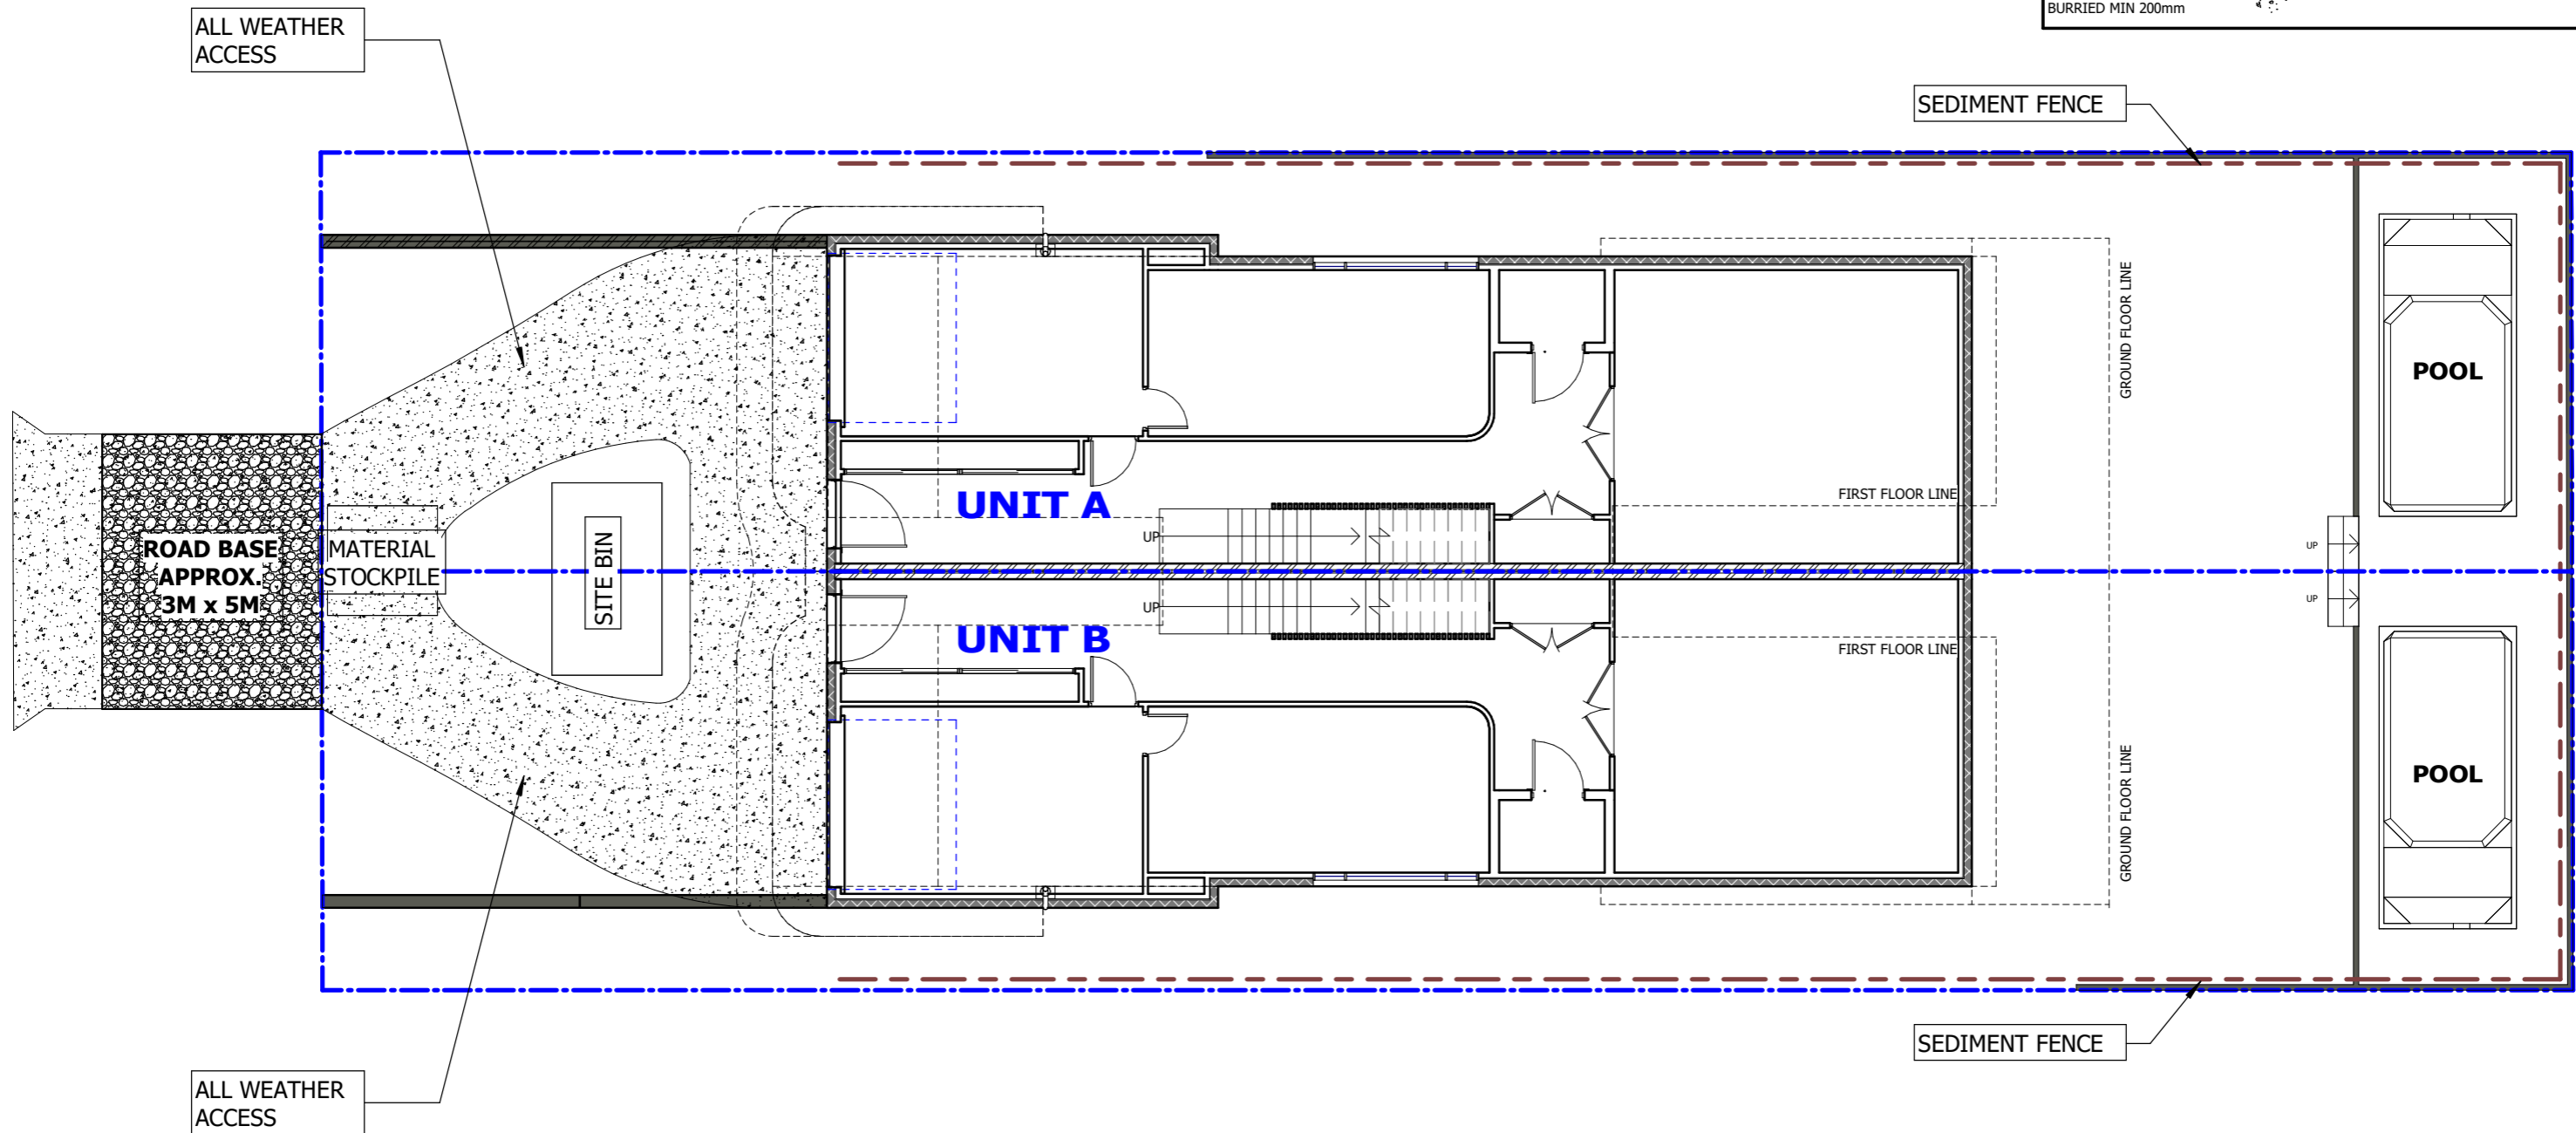 BURRIED MIN 200mm
ALL WEATHER
ACCESS
SEDIMENT FENCE
GROUND FLOOR LINE
POOL
UNIT A
FIRST FLOOR LINE
UP
UP
ROAD BASE
APPROX.
3M x 5M
MATERIAL
STOCKPILE
SITE BIN
UP
UP
UNIT B
FIRST FLOOR LINE
GROUND FLOOR LINE
POOL
SEDIMENT FENCE
ALL WEATHER
ACCESS